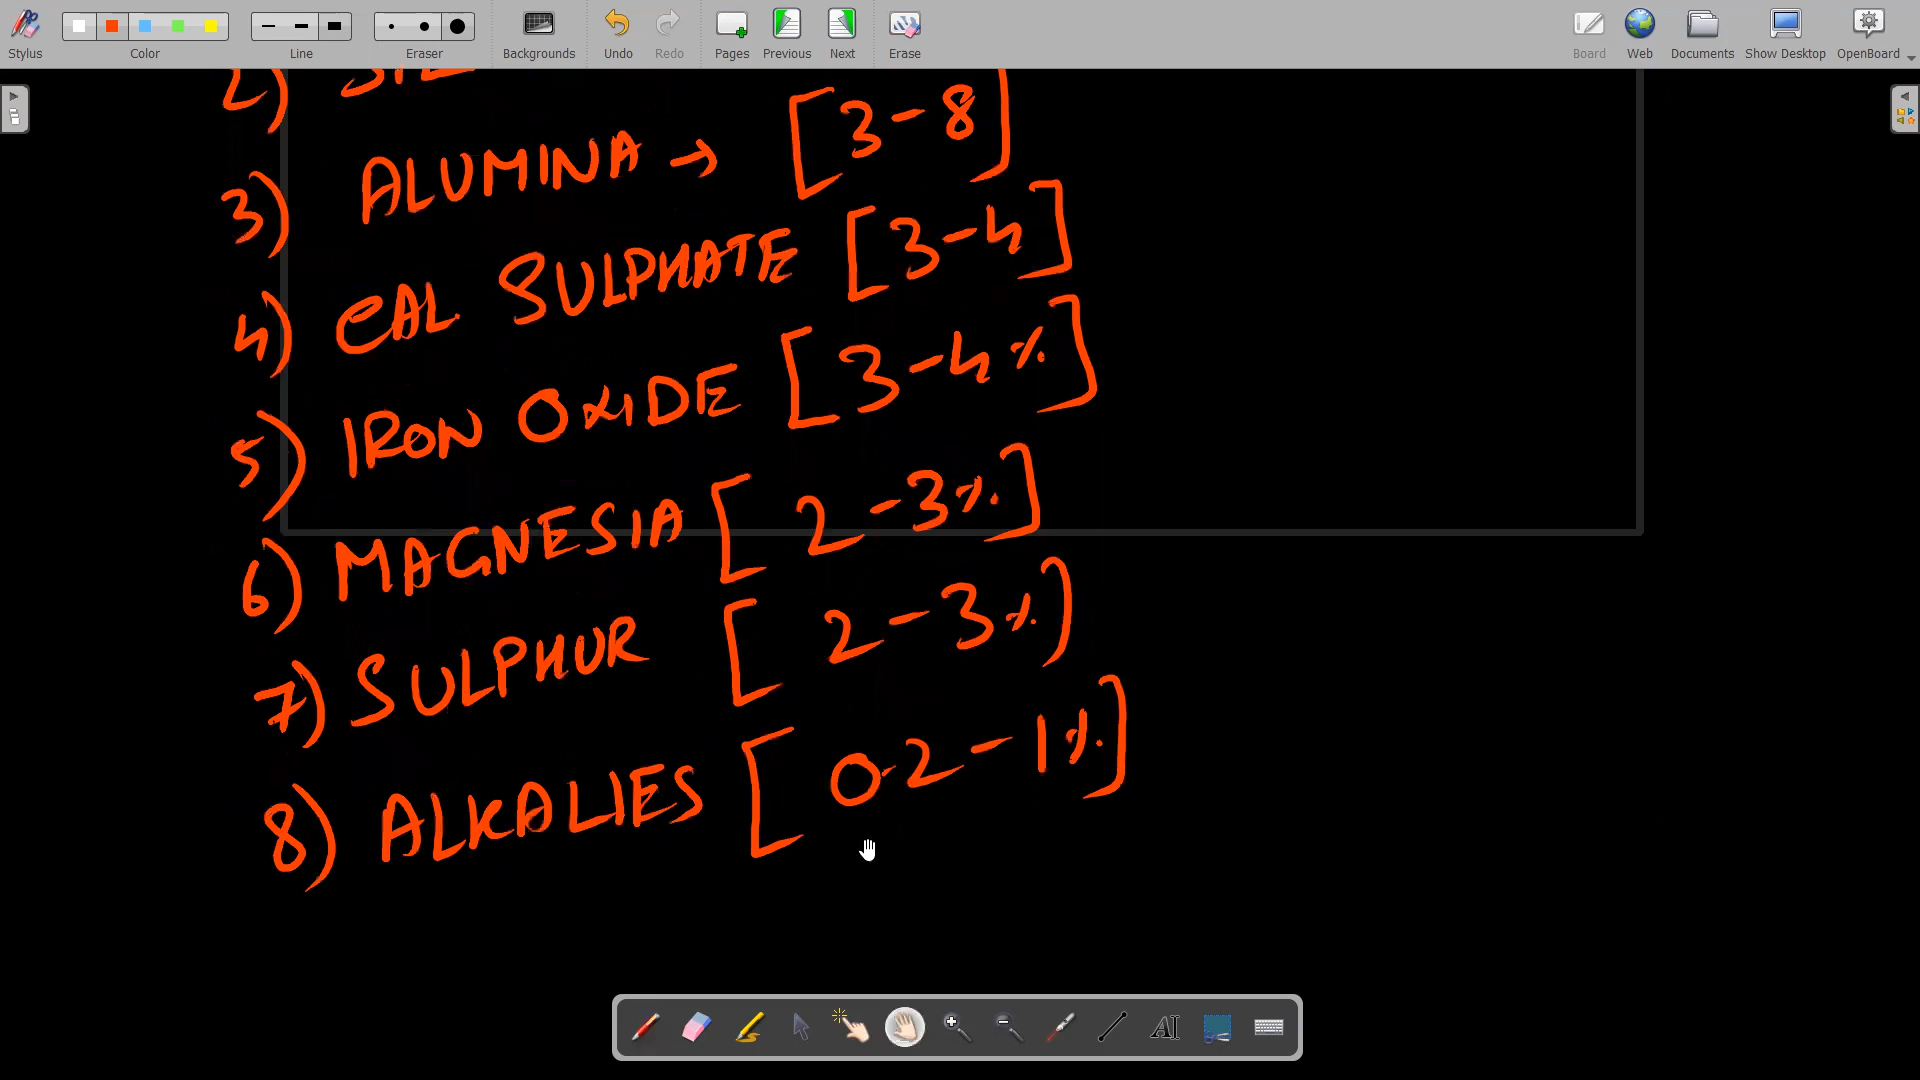 Stylus Color Line Eraser Backgrounds Undo Redo Pages Previous Next Erase Board Web Documents Show Desktop OpenBoard
2)
3) ALUMINA → [3-8]
4) CAL. SULPHATE [3-4]
5) IRON OXIDE [3-4%]
6) MAGNESIA [2-3%]
7) SULPHUR [2-3%)
8) ALKALIES [0.2-1%]